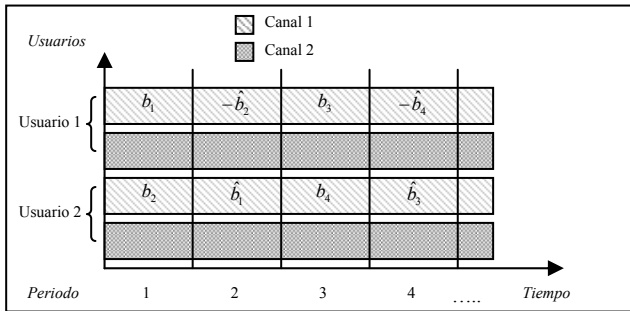 Usuarios
Canal 1
Canal 2
b₁ −b̂₂ b₃ −b̂₄
Usuario 1
b₂ b̂₁ b₄ b̂₃
Usuario 2
Periodo 1 2 3 4 ..... Tiempo